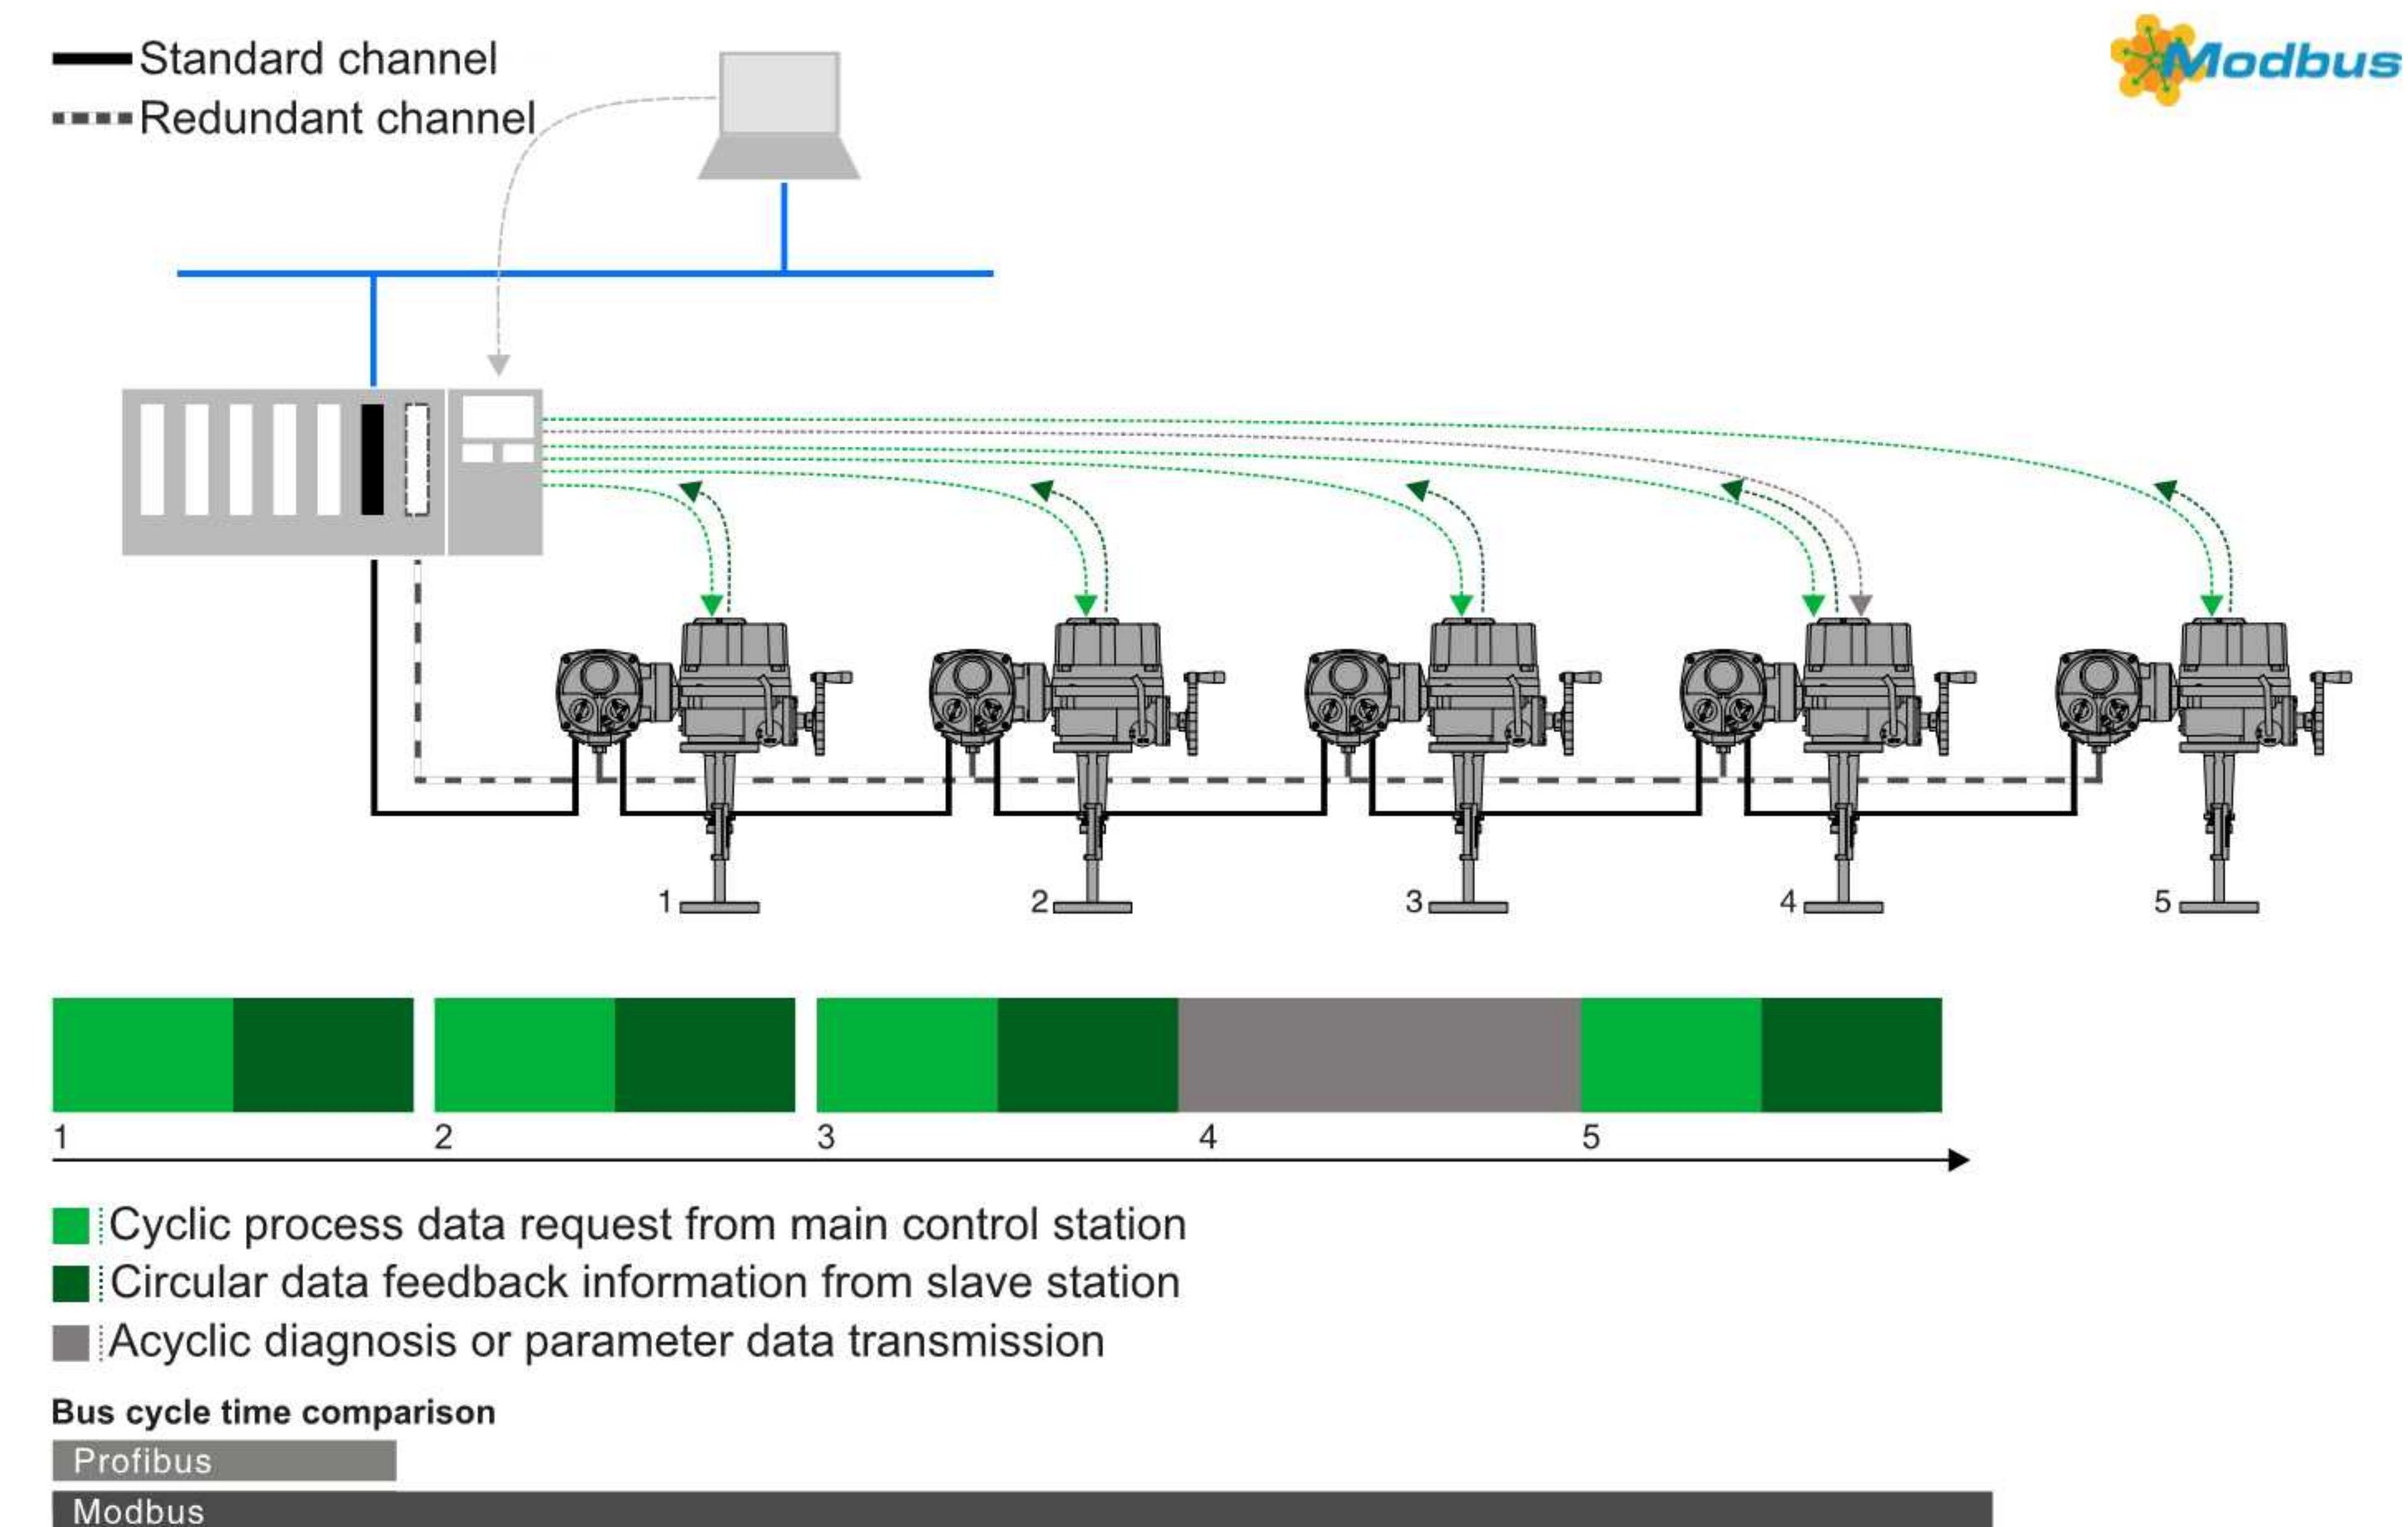 Standard channel
Redundant channel
Modbus
1 2 3 4 5
1 2 3 4 5
Cyclic process data request from main control station
Circular data feedback information from slave station
Acyclic diagnosis or parameter data transmission
Bus cycle time comparison
Profibus
Modbus